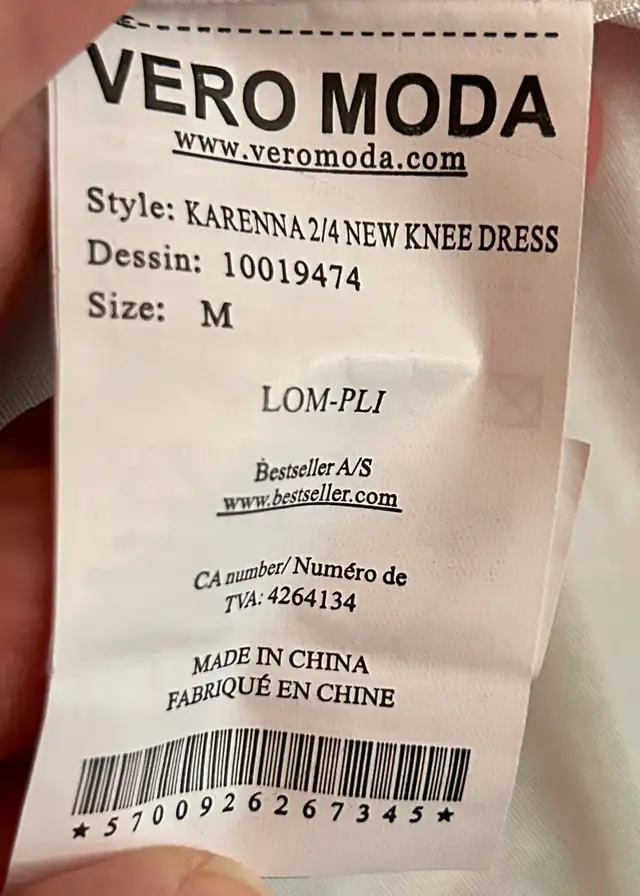 VERO MODA
www.veromoda.com
Style: KARENNA 2/4 NEW KNEE DRESS
Dessin: 10019474
Size: M
LOM-PLI
Bestseller A/S
www.bestseller.com
CA number/ Numéro de
TVA: 4264134
MADE IN CHINA
FABRIQUÉ EN CHINE
★5700926267345★